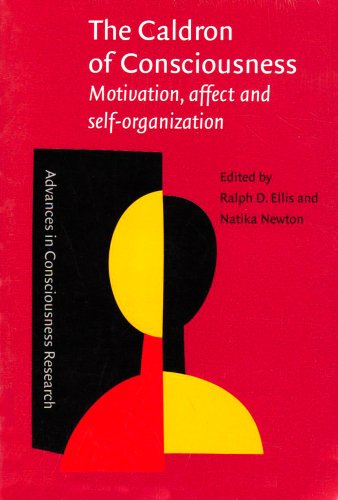 The Caldron
of Consciousness
Motivation, affect and
self-organization
Edited by
Ralph D. Ellis and
Natika Newton
Advances in Consciousness Research